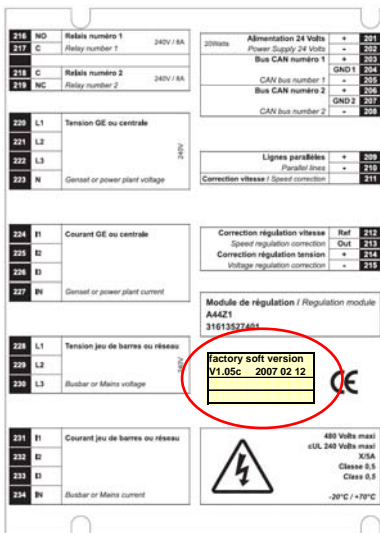 216 NO Relais numéro 1 240V / 8A
217 C Relay number 1
218 C Relais numéro 2 240V / 8A
219 NC Relay number 2
220 L1 Tension GE ou centrale
221 L2
222 L3
240V
223 N Genset or power plant voltage
224 I1 Courant GE ou centrale
225 I2
226 I3
227 IN Genset or power plant current
228 L1 Tension jeu de barres ou réseau
229 L2
240V
230 L3 Busbar or Mains voltage
231 I1 Courant jeu de barres ou réseau
232 I2
233 I3
234 IN Busbar or Mains current
20Watts Alimentation 24 Volts + 201
Power Supply 24 Volts - 202
Bus CAN numéro 1 + 203
GND 1 204
CAN bus number 1 - 205
Bus CAN numéro 2 + 206
GND 2 207
CAN bus number 2 - 208
Lignes parallèles + 209
Parallel lines - 210
Correction vitesse / Speed correction 211
Correction régulation vitesse Ref 212
Speed regulation correction Out 213
Correction régulation tension + 214
Voltage regulation correction - 215
Module de régulation / Regulation module
A44Z1
31613527401
factory soft version
V1.05c 2007 02 12
CE
480 Volts maxi
cUL 240 Volts maxi
X/5A
Classe 0,5
Class 0,5
-20°C / +70°C